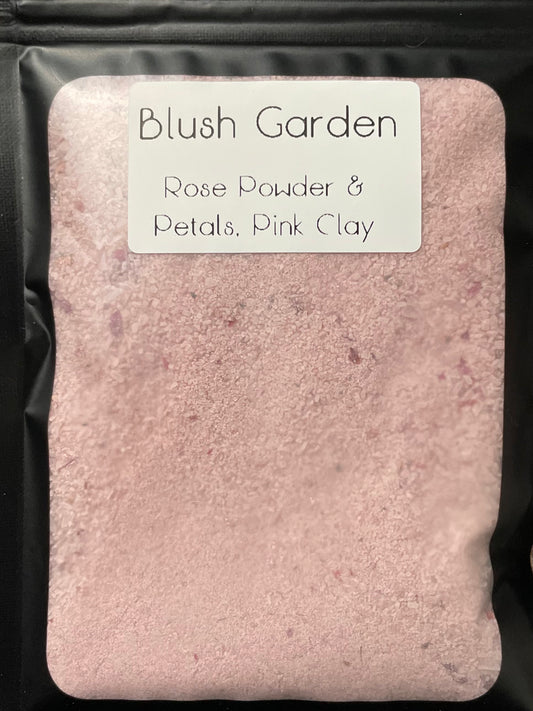 Blush Garden
Rose Powder &
Petals, Pink Clay